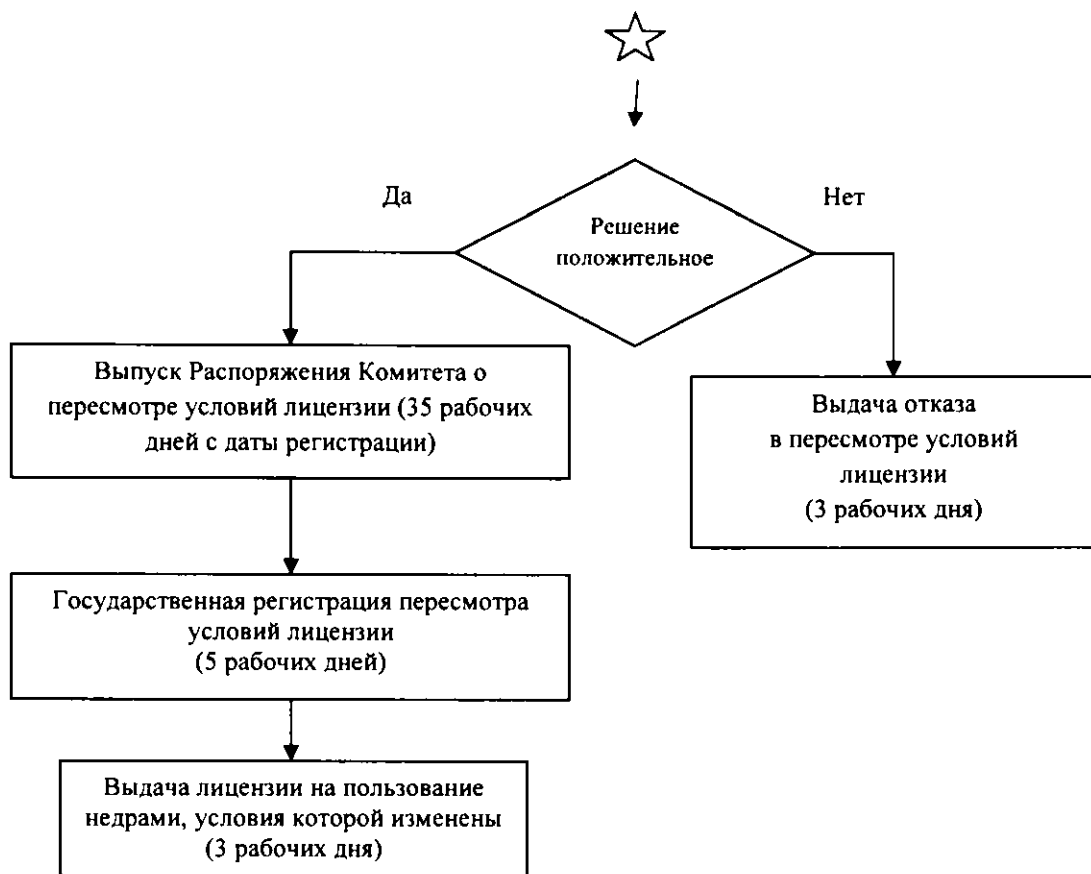 Да
Нет
Решение
положительное
Выпуск Распоряжения Комитета о
пересмотре условий лицензии (35 рабочих
дней с даты регистрации)
Выдача отказа
в пересмотре условий
лицензии
(3 рабочих дня)
Государственная регистрация пересмотра
условий лицензии
(5 рабочих дней)
Выдача лицензии на пользование
недрами, условия которой изменены
(3 рабочих дня)